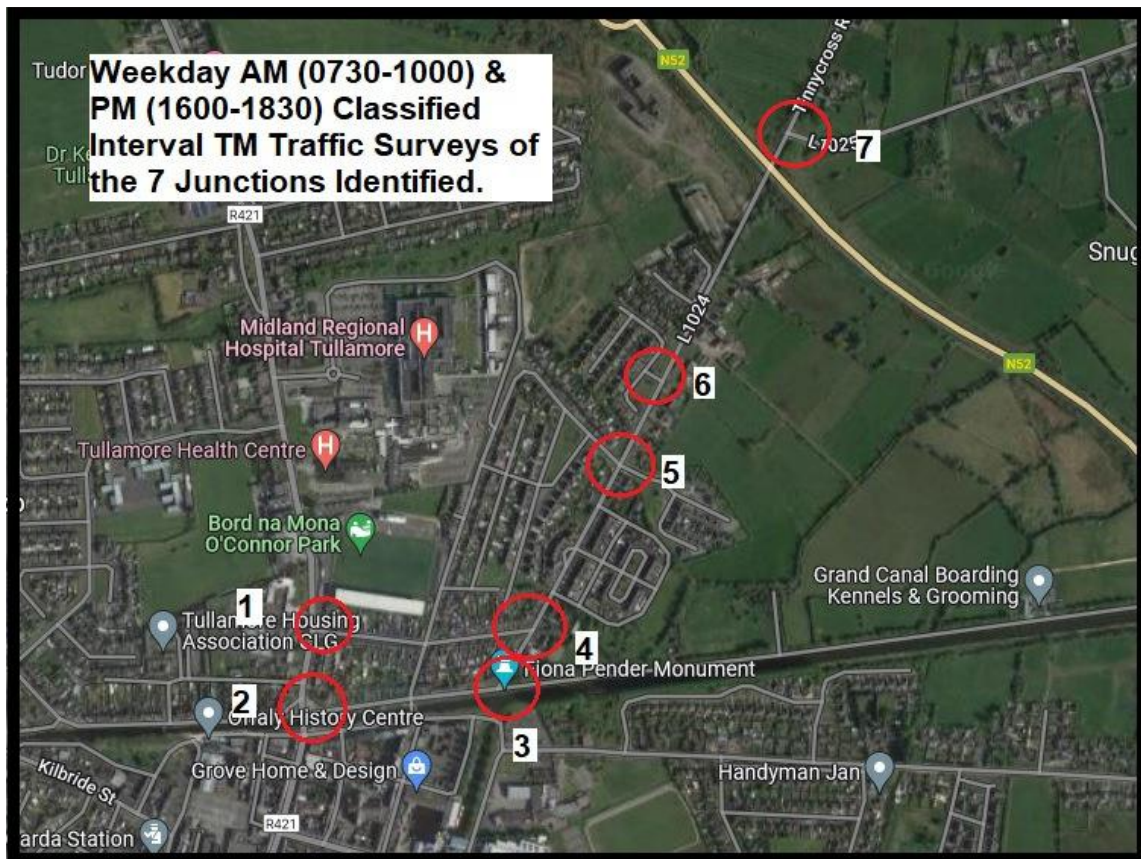 Weekday AM (0730-1000) &
PM (1600-1830) Classified
Interval TM Traffic Surveys of
the 7 Junctions Identified.
Tudor
N52
Tinnycross R
L1025
7
R421
Snug
Midland Regional
Hospital Tullamore
L1024
6
N52
Tullamore Health Centre
5
Bord na Mona
O'Connor Park
Grand Canal Boarding
Kennels & Grooming
1
Tullamore Housing
Association CLG
4
Fiona Pender Monument
2
Offaly History Centre
3
Kilbride St
Grove Home & Design
Handyman Jan
R421
arda Station